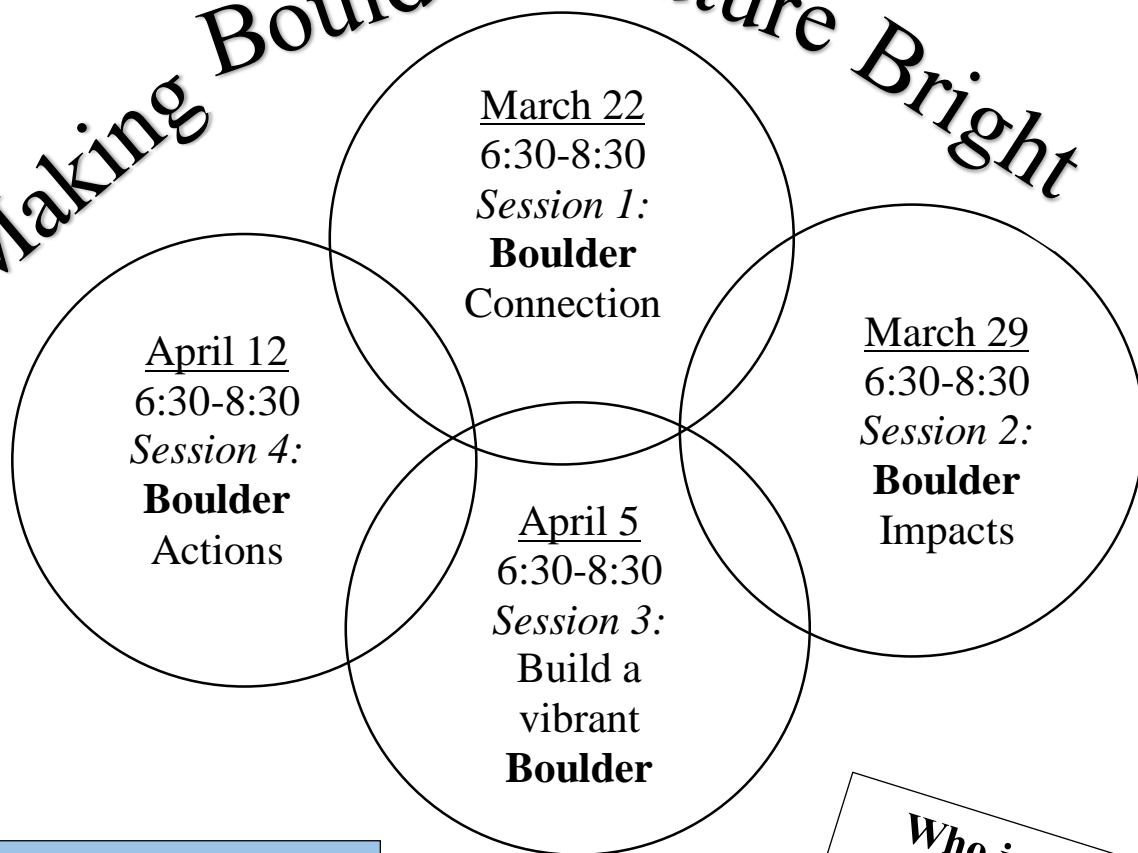 Making Bright
March 22
6:30-8:30
Session 1:
Boulder
Connection
March 29
6:30-8:30
Session 2:
Boulder
Impacts
April 5
6:30-8:30
Session 3:
Build a
vibrant
Boulder
April 12
6:30-8:30
Session 4:
Boulder
Actions
Who